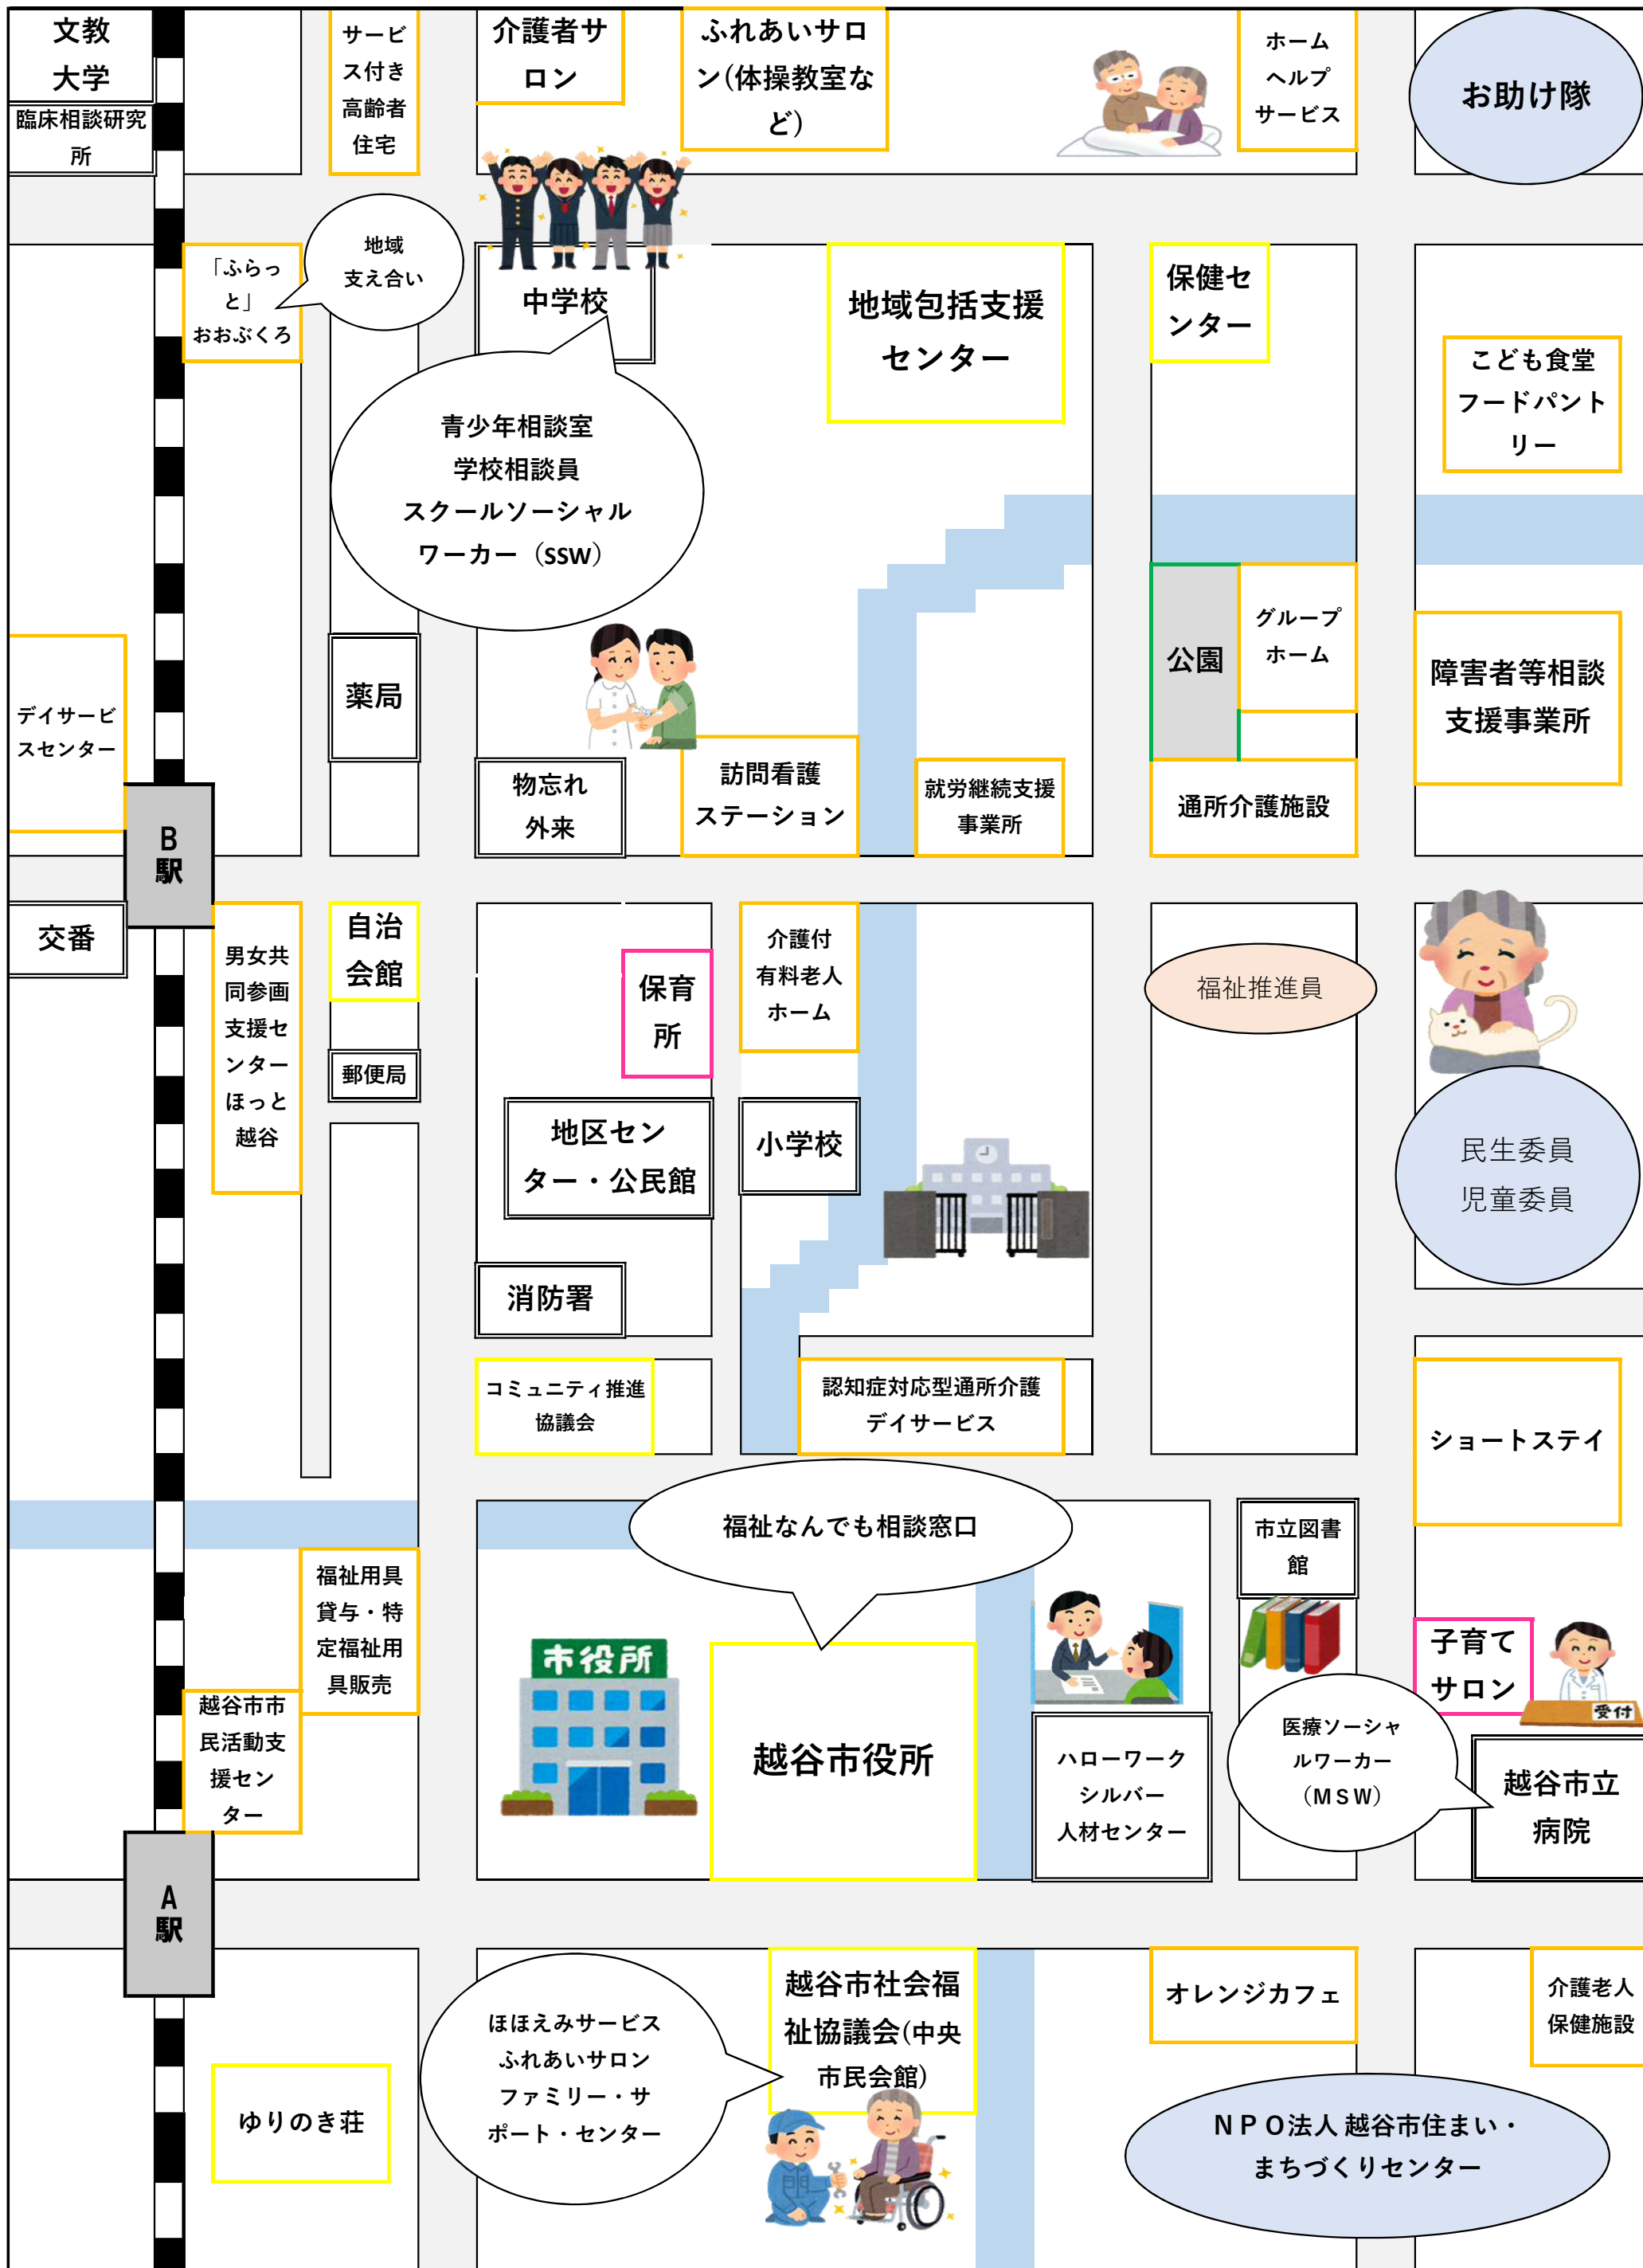 文教
大学
臨床相談研究
所
サービ
ス付き
高齢者
住宅
介護者サ
ロン
ふれあいサロ
ン(体操教室な
ど)
ホーム
ヘルプ
サービス
お助け隊
「ふらっ
と」
おおぶくろ
地域
支え合い
中学校
地域包括支援
センター
保健セ
ンター
こども食堂
フードパント
リー
青少年相談室
学校相談員
スクールソーシャル
ワーカー（SSW）
デイサービ
スセンター
薬局
公園
グループ
ホーム
障害者等相談
支援事業所
物忘れ
外来
訪問看護
ステーション
就労継続支援
事業所
通所介護施設
B
駅
交番
男女共
同参画
支援セ
ンター
ほっと
越谷
自治
会館
郵便局
保育
所
介護付
有料老人
ホーム
福祉推進員
地区セン
ター・公民館
小学校
民生委員
児童委員
消防署
コミュニティ推進
協議会
認知症対応型通所介護
デイサービス
ショートステイ
福祉なんでも相談窓口
市立図書
館
福祉用具
貸与・特
定福祉用
具販売
市役所
子育て
サロン
受付
越谷市市
民活動支
援セン
ター
越谷市役所
ハローワーク
シルバー
人材センター
医療ソーシャ
ルワーカー
（ＭＳＷ）
越谷市立
病院
A
駅
ほほえみサービス
ふれあいサロン
ファミリー・サ
ポート・センター
越谷市社会福
祉協議会(中央
市民会館)
オレンジカフェ
介護老人
保健施設
ゆりのき荘
ＮＰＯ法人 越谷市住まい・
まちづくりセンター